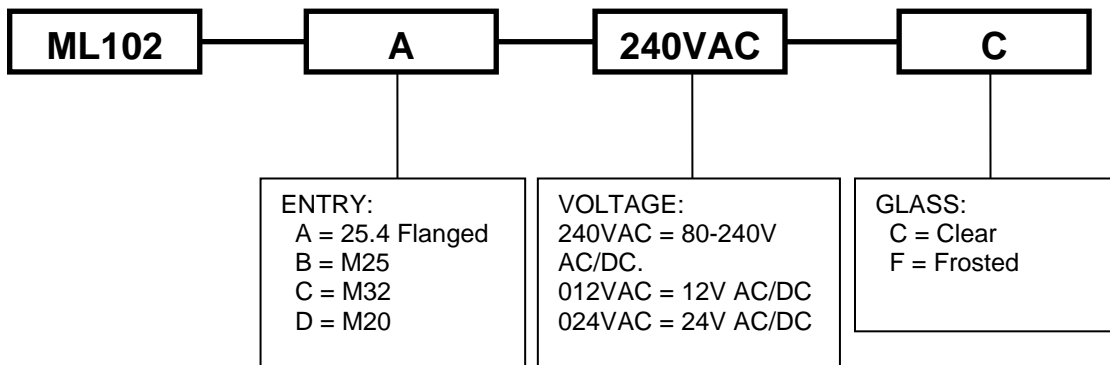 ML102 A 240VAC C
ENTRY:
A = 25.4 Flanged
B = M25
C = M32
D = M20
VOLTAGE:
240VAC = 80-240V
AC/DC.
012VAC = 12V AC/DC
024VAC = 24V AC/DC
GLASS:
C = Clear
F = Frosted